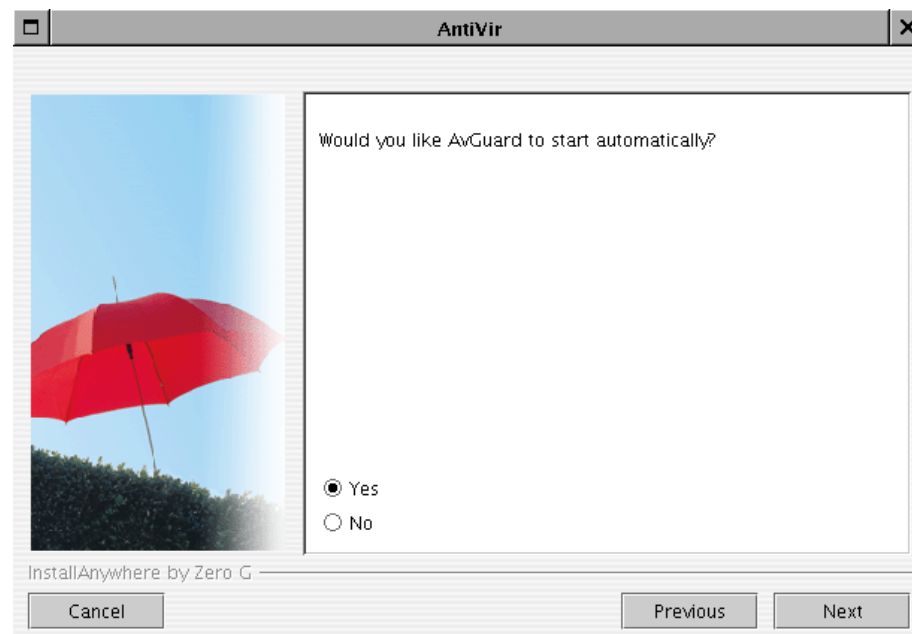 AntiVir
Would you like AvGuard to start automatically?
Yes
No
InstallAnywhere by Zero G
Cancel
Previous
Next